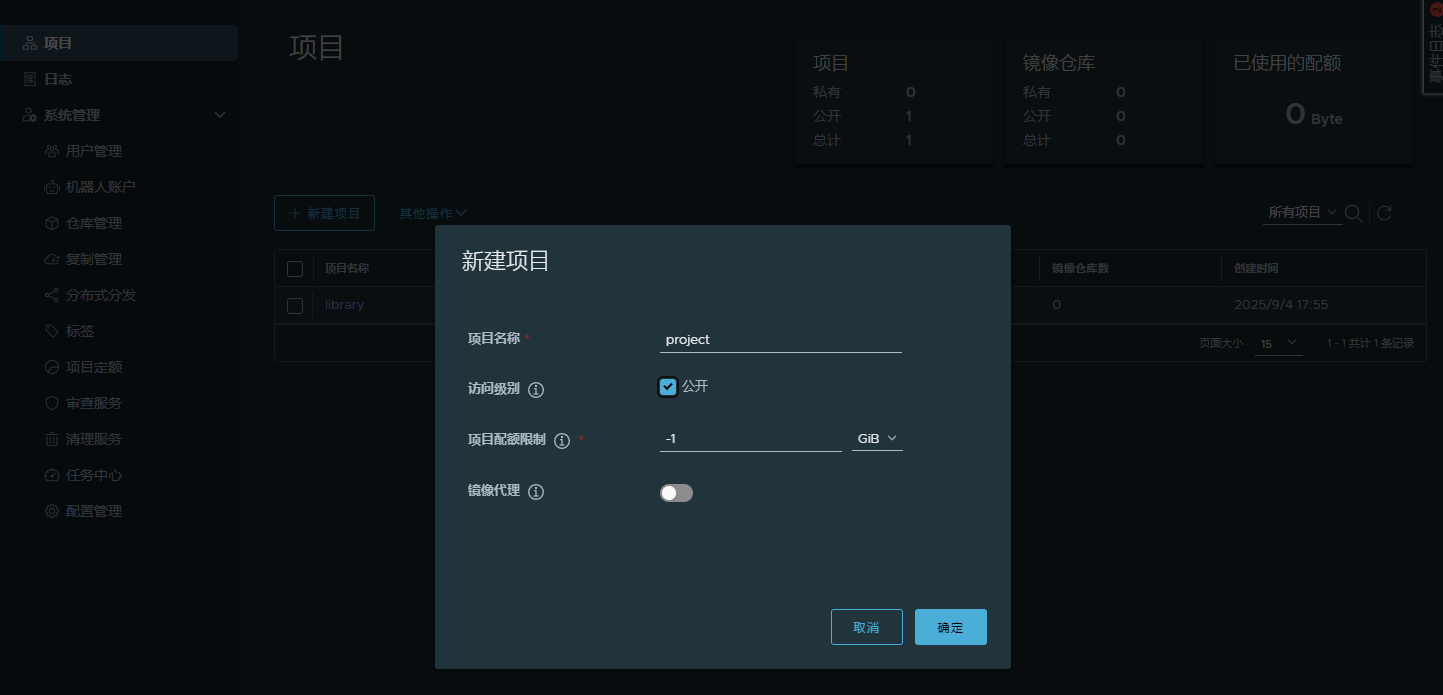 项目
日志
系统管理
用户管理
机器人账户
仓库管理
复制管理
分布式分发
标签
项目定额
审查服务
清理服务
任务中心
配置管理
项目
项目
私有 0
公开 1
总计 1
镜像仓库
私有 0
公开 0
总计 0
已使用的配额
0 Byte
2
事件日志
新建项目 其他操作
所有项目
项目名称 镜像仓库数 创建时间
library 0 2025/9/4 17:55
页面大小 15 1 - 1 共计 1 条记录
新建项目
项目名称 * project
访问级别 公开
项目配额限制 * -1 GiB
镜像代理
取消 确定